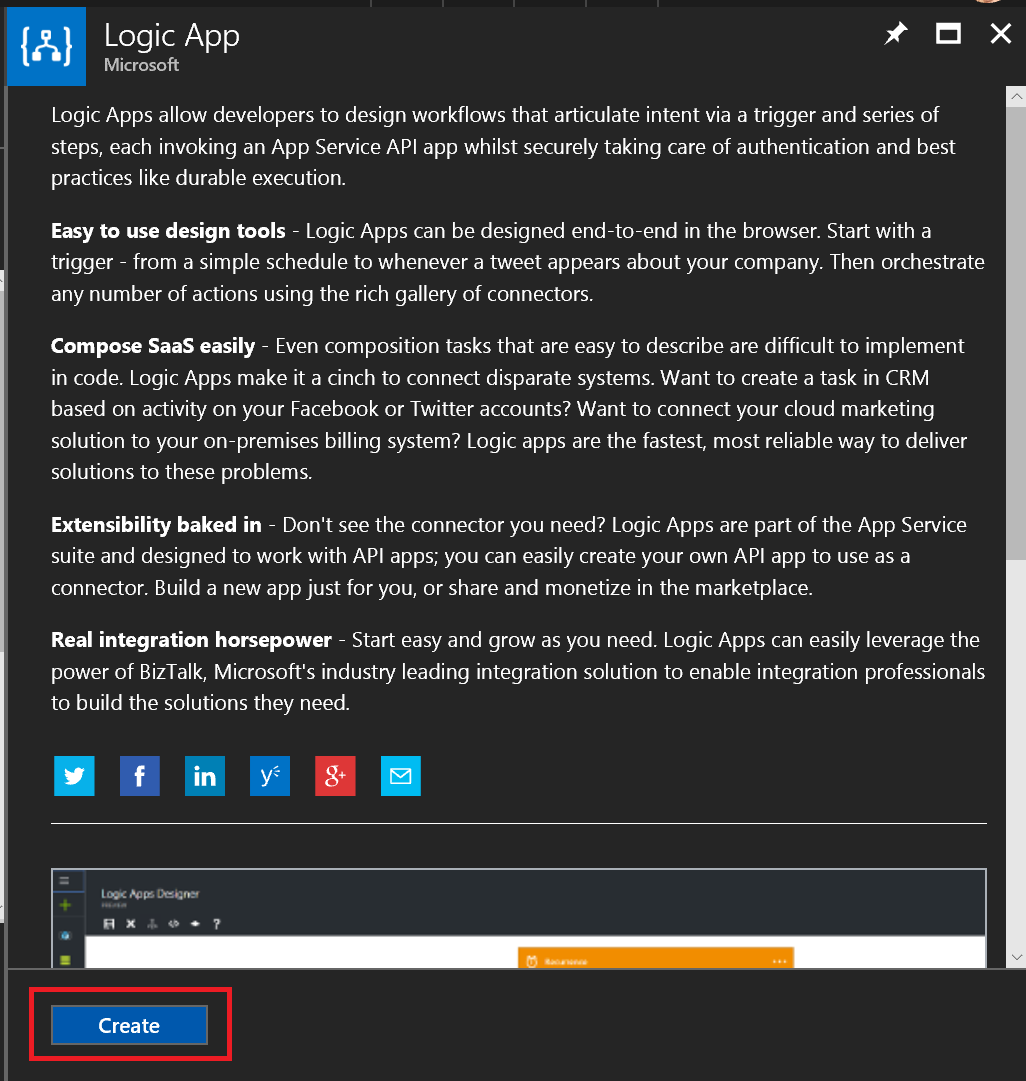 Logic App
Microsoft
Logic Apps allow developers to design workflows that articulate intent via a trigger and series of
steps, each invoking an App Service API app whilst securely taking care of authentication and best
practices like durable execution.
Easy to use design tools - Logic Apps can be designed end-to-end in the browser. Start with a
trigger - from a simple schedule to whenever a tweet appears about your company. Then orchestrate
any number of actions using the rich gallery of connectors.
Compose SaaS easily - Even composition tasks that are easy to describe are difficult to implement
in code. Logic Apps make it a cinch to connect disparate systems. Want to create a task in CRM
based on activity on your Facebook or Twitter accounts? Want to connect your cloud marketing
solution to your on-premises billing system? Logic apps are the fastest, most reliable way to deliver
solutions to these problems.
Extensibility baked in - Don't see the connector you need? Logic Apps are part of the App Service
suite and designed to work with API apps; you can easily create your own API app to use as a
connector. Build a new app just for you, or share and monetize in the marketplace.
Real integration horsepower - Start easy and grow as you need. Logic Apps can easily leverage the
power of BizTalk, Microsoft's industry leading integration solution to enable integration professionals
to build the solutions they need.
f in y g+
Logic Apps Designer
?
Recurrence
Create